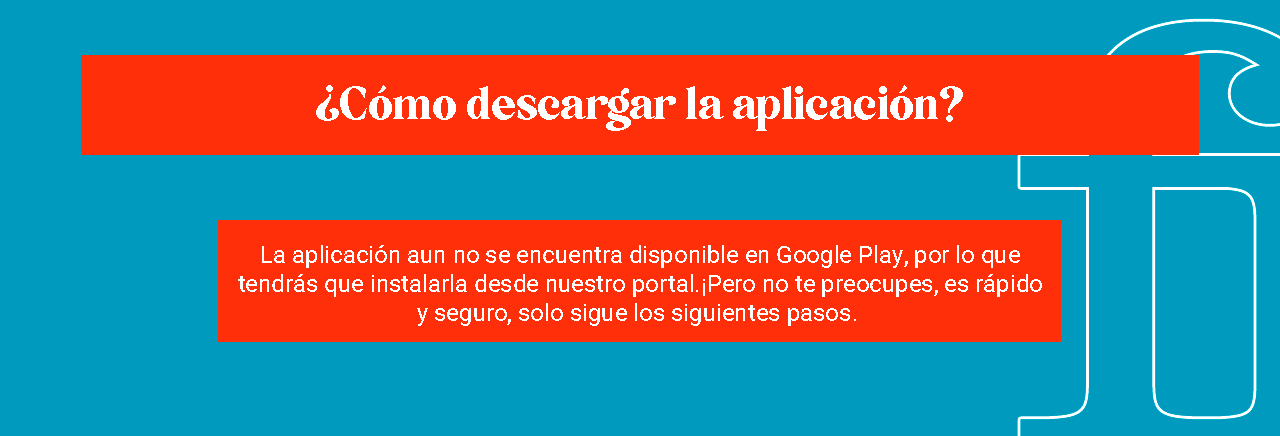 ¿Cómo descargar la aplicación?
La aplicación aun no se encuentra disponible en Google Play, por lo que
tendrás que instalarla desde nuestro portal.¡Pero no te preocupes, es rápido
y seguro, solo sigue los siguientes pasos.